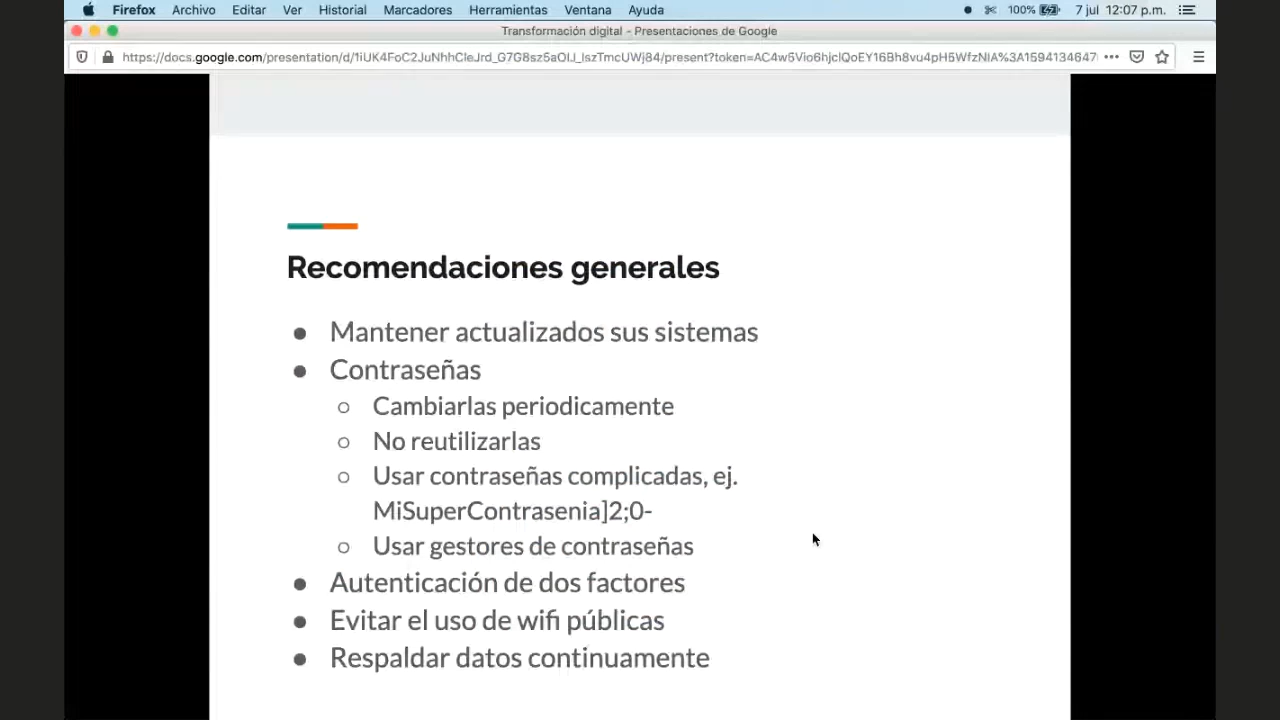 Firefox Archivo Editar Ver Historial Marcadores Herramientas Ventana Ayuda 100% 7 jul 12:07 p.m.
Transformación digital - Presentaciones de Google
Recomendaciones generales
Mantener actualizados sus sistemas
Contraseñas
Cambiarlas periodicamente
No reutilizarlas
Usar contraseñas complicadas, ej.
MiSuperContrasenia]2;0-
Usar gestores de contraseñas
Autenticación de dos factores
Evitar el uso de wifi públicas
Respaldar datos continuamente